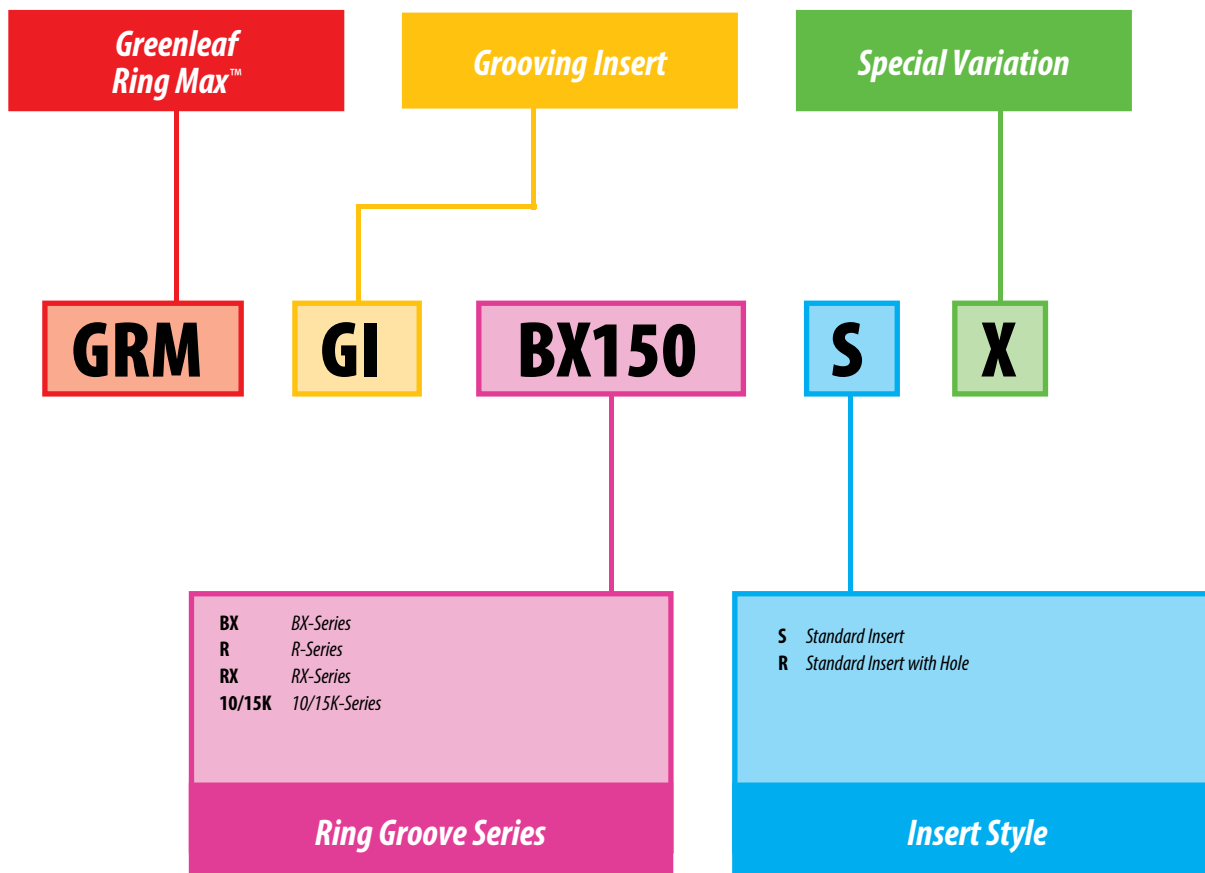 Greenleaf
Ring Max™
Grooving Insert
Special Variation
GRM GI BX150 S X
BX BX-Series
R R-Series
RX RX-Series
10/15K 10/15K-Series
Ring Groove Series
S Standard Insert
R Standard Insert with Hole
Insert Style